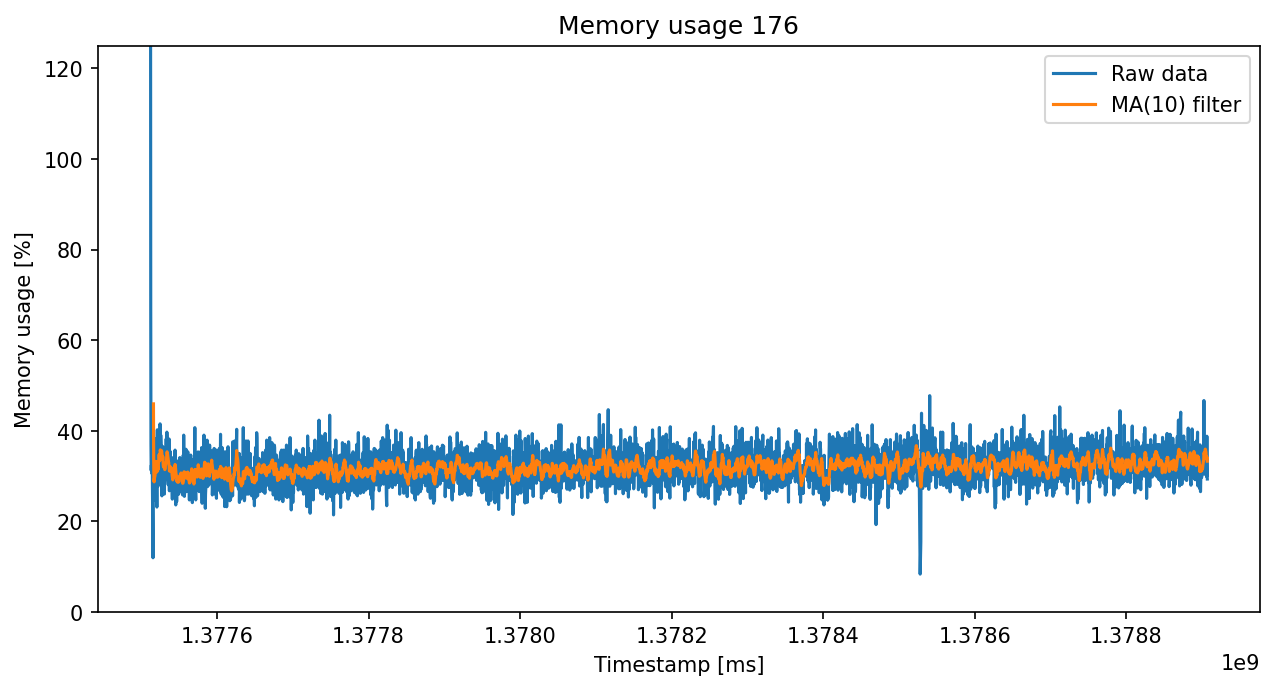 Memory usage 176
Raw data
MA(10) filter
Memory usage [%]
120
100
80
60
40
20
0
1.3776
1.3778
1.3780
1.3782
1.3784
1.3786
1.3788
1e9
Timestamp [ms]